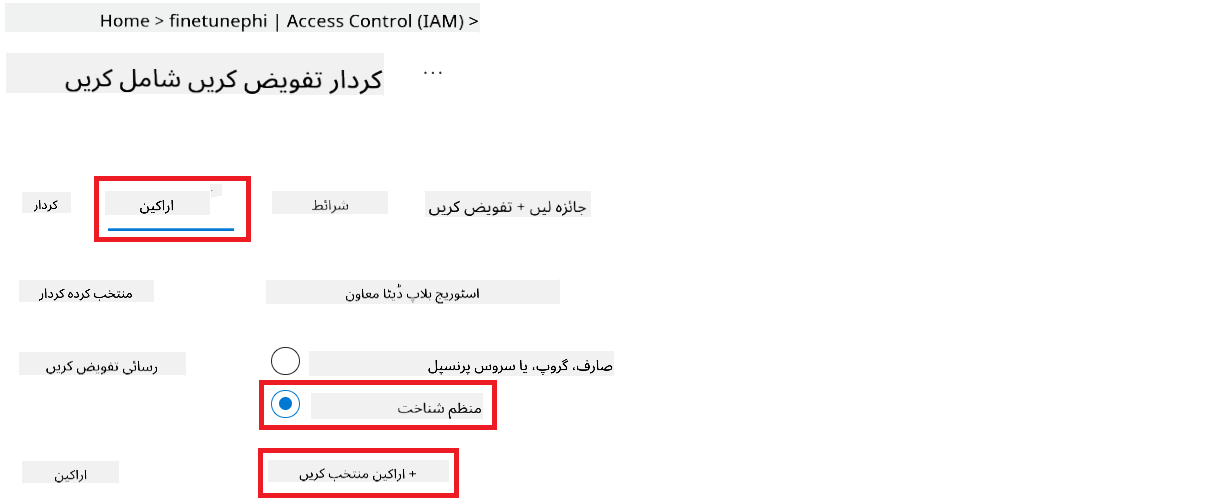 Home > finetunephi | Access Control (IAM) >
کردار تفویض کریں شامل کریں ...
کردار اراکین شرائط جائزہ لیں + تفویض کریں
منتخب کردہ کردار اسٹوریج بلاپ ڈیٹا معاون
رسائی تفویض کریں صارف، گروپ، یا سروس پرنسپل
منظم شناخت
اراکین + اراکین منتخب کریں